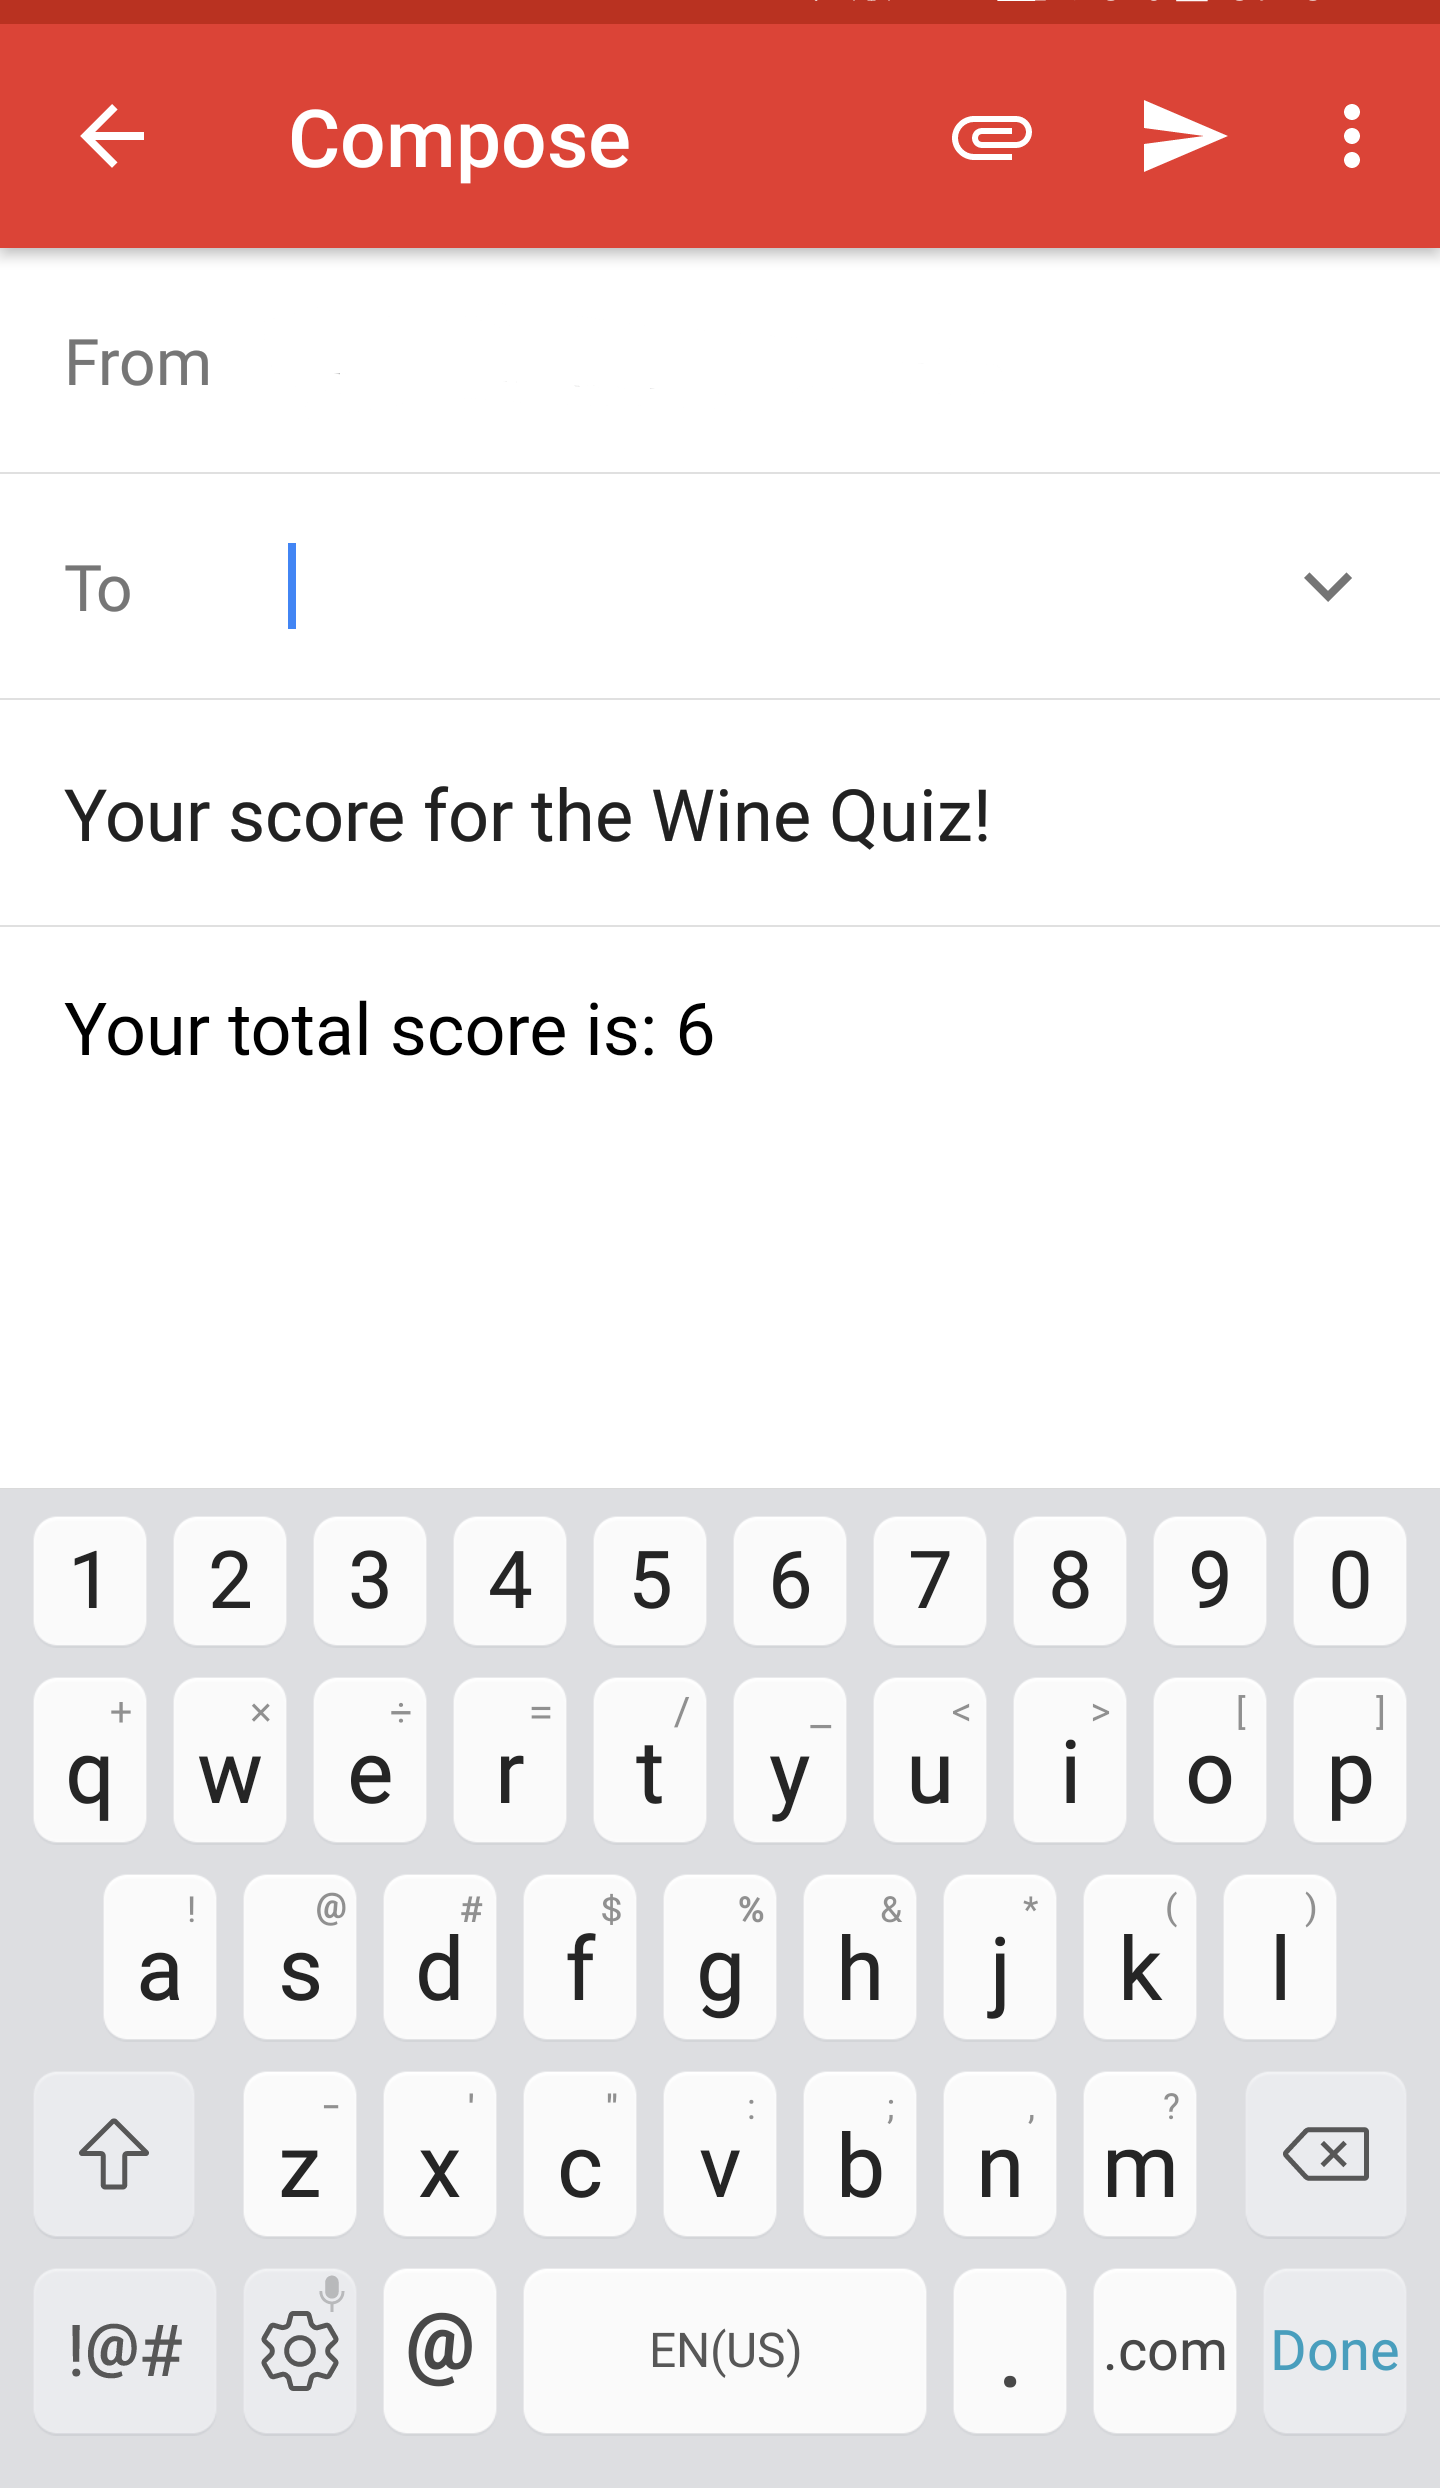 Compose
From
To
Your score for the Wine Quiz!
Your total score is: 6
1 2 3 4 5 6 7 8 9 0
+ × ÷ = / _ < > [ ]
q w e r t y u i o p
! @ # $ % & * ( )
a s d f g h j k l
- ' " : ; , ?
z x c v b n m
!@# @ EN(US) . .com Done